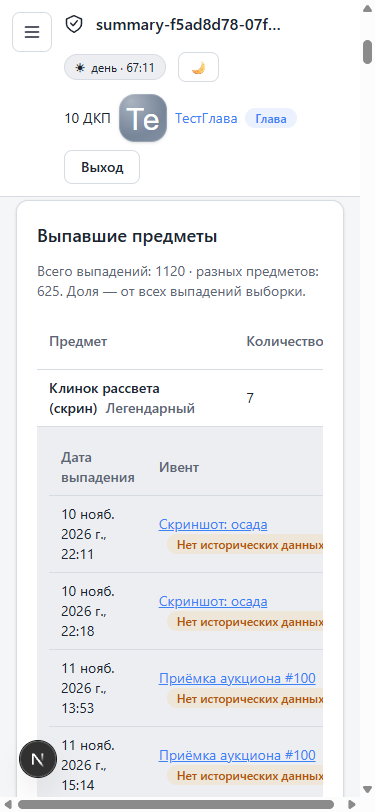 summary-f5ad8d78-07f...
☀ день · 67:11
10 ДКП Te ТестГлава Глава
Выход
Выпавшие предметы
Всего выпадений: 1120 · разных предметов:
625. Доля — от всех выпадений выборки.
Предмет Количество
Клинок рассвета
(скрин) Легендарный 7
Дата
выпадения Ивент
10 нояб.
2026 г.,
22:11
Скриншот: осада
Нет исторических данных
10 нояб.
2026 г.,
22:18
Скриншот: осада
Нет исторических данных
11 нояб.
2026 г.,
13:53
Приёмка аукциона #100
Нет исторических данных
11 нояб.
2026 г.,
15:14
Приёмка аукциона #100
Нет исторических данных
N